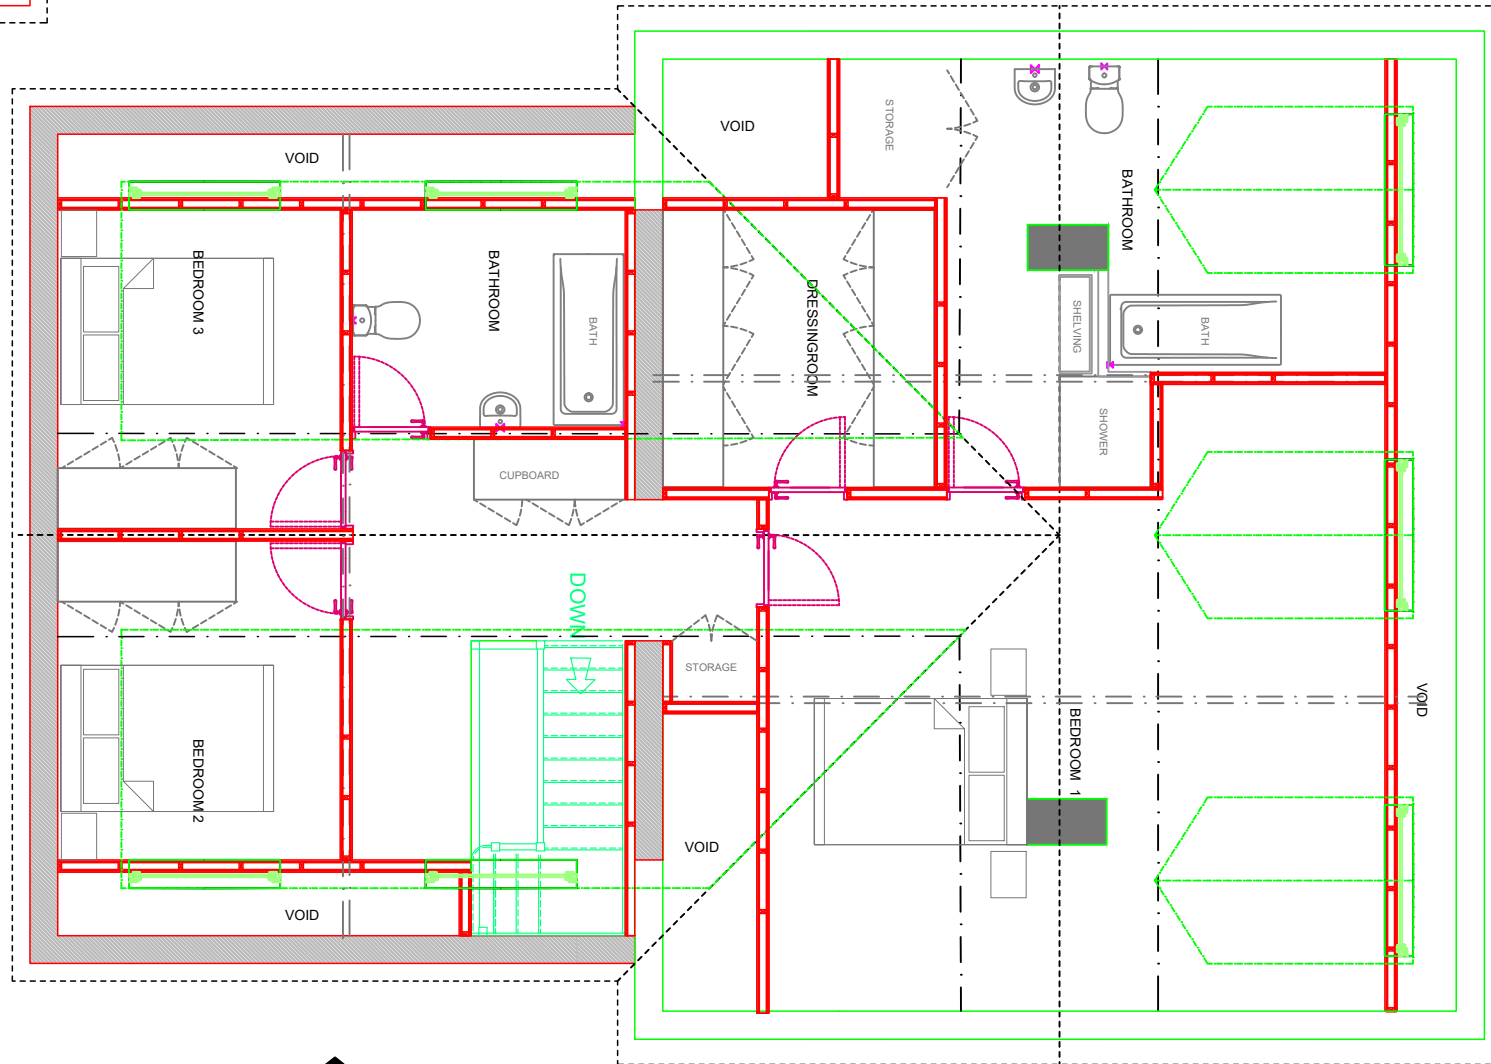 VOID
STORAGE
VOID
BATHROOM
BEDROOM 3
BATHROOM
DRESSINGROOM
BATH
SHELVING
BATH
SHOWER
CUPBOARD
DOWN
STORAGE
VOID
BEDROOM 1
BEDROOM 2
VOID
VOID